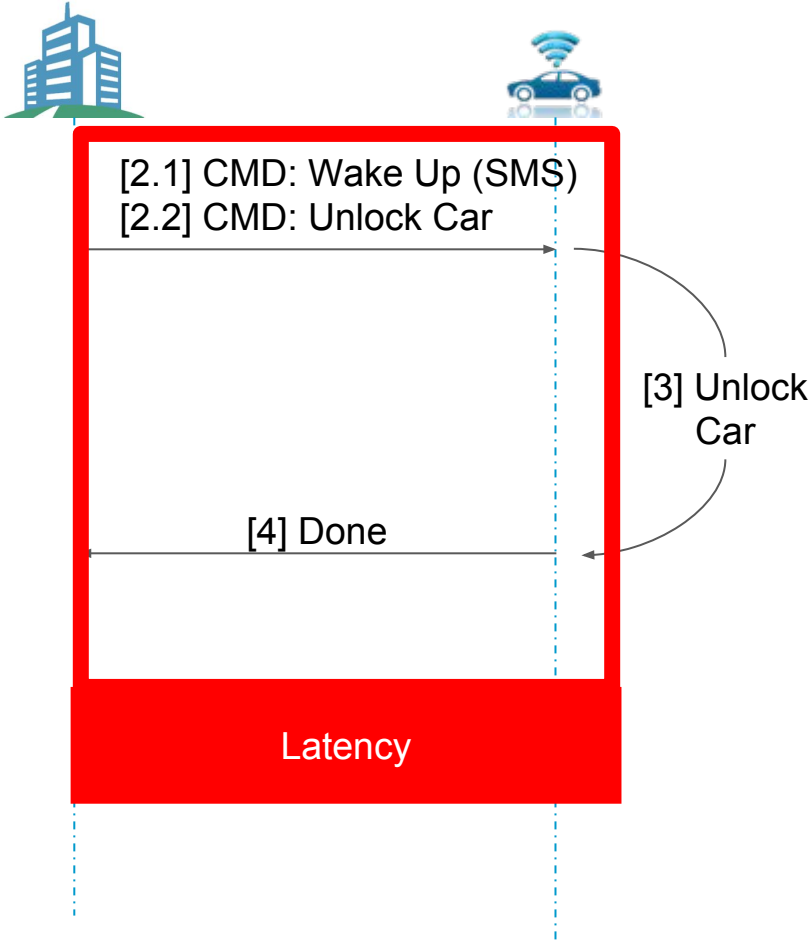 [2.1] CMD: Wake Up (SMS)
[2.2] CMD: Unlock Car
[3] Unlock
Car
[4] Done
Latency